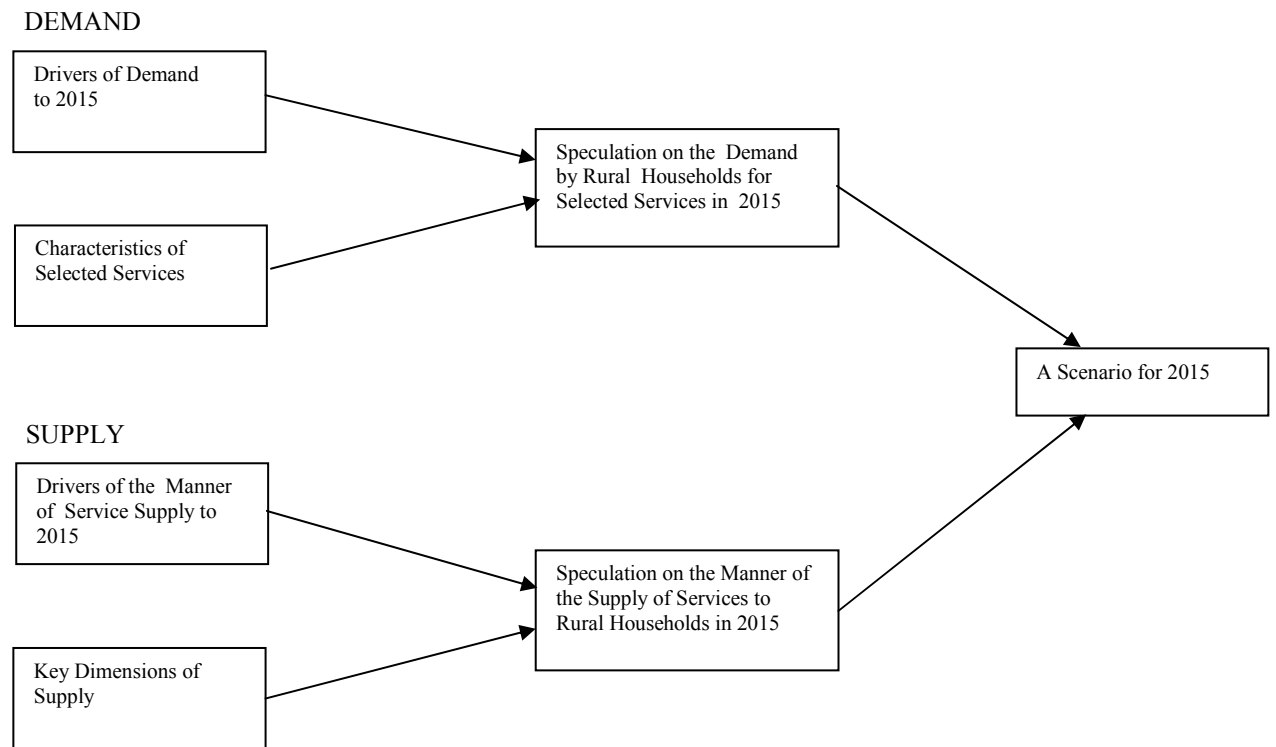 DEMAND
Drivers of Demand
to 2015
Characteristics of
Selected Services
Speculation on the Demand
by Rural Households for
Selected Services in 2015
A Scenario for 2015
SUPPLY
Drivers of the Manner
of Service Supply to
2015
Key Dimensions of
Supply
Speculation on the Manner of
the Supply of Services to
Rural Households in 2015